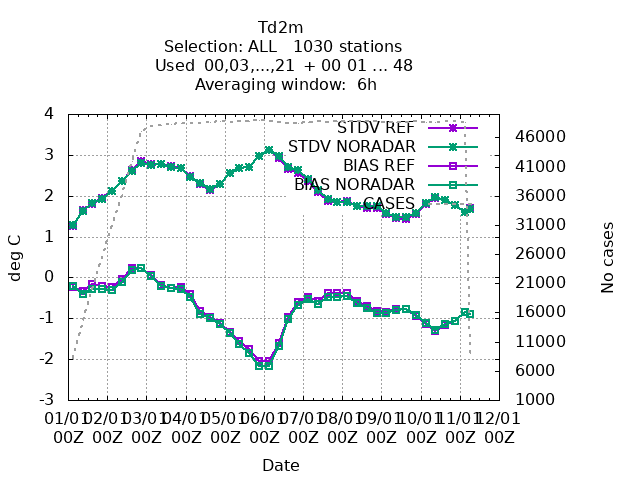 Td2m
Selection: ALL   1030 stations
Used  00,03,...,21  + 00 01 ... 48
Averaging window:  6h
STDV REF
STDV NORADAR
BIAS REF
BIAS NORADAR
CASES
deg C
4
3
2
1
0
-1
-2
-3
No cases
46000
41000
36000
31000
26000
21000
16000
11000
6000
1000
01/01 02/01 03/01 04/01 05/01 06/01 07/01 08/01 09/01 10/01 11/01 12/01
00Z 00Z 00Z 00Z 00Z 00Z 00Z 00Z 00Z 00Z 00Z 00Z
Date